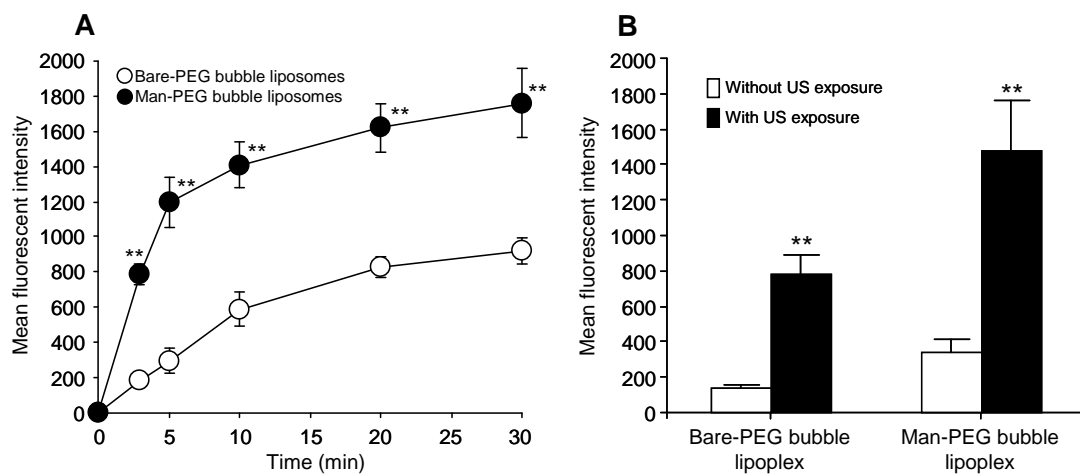 A
Mean fluorescent intensity
2000
1800
1600
1400
1200
1000
800
600
400
200
0
Bare-PEG bubble liposomes
Man-PEG bubble liposomes
**
**
**
**
**
0 5 10 15 20 25 30
Time (min)
B
Mean fluorescent intensity
2000
1800
1600
1400
1200
1000
800
600
400
200
0
Without US exposure
With US exposure
**
**
Bare-PEG bubble
lipoplex
Man-PEG bubble
lipoplex